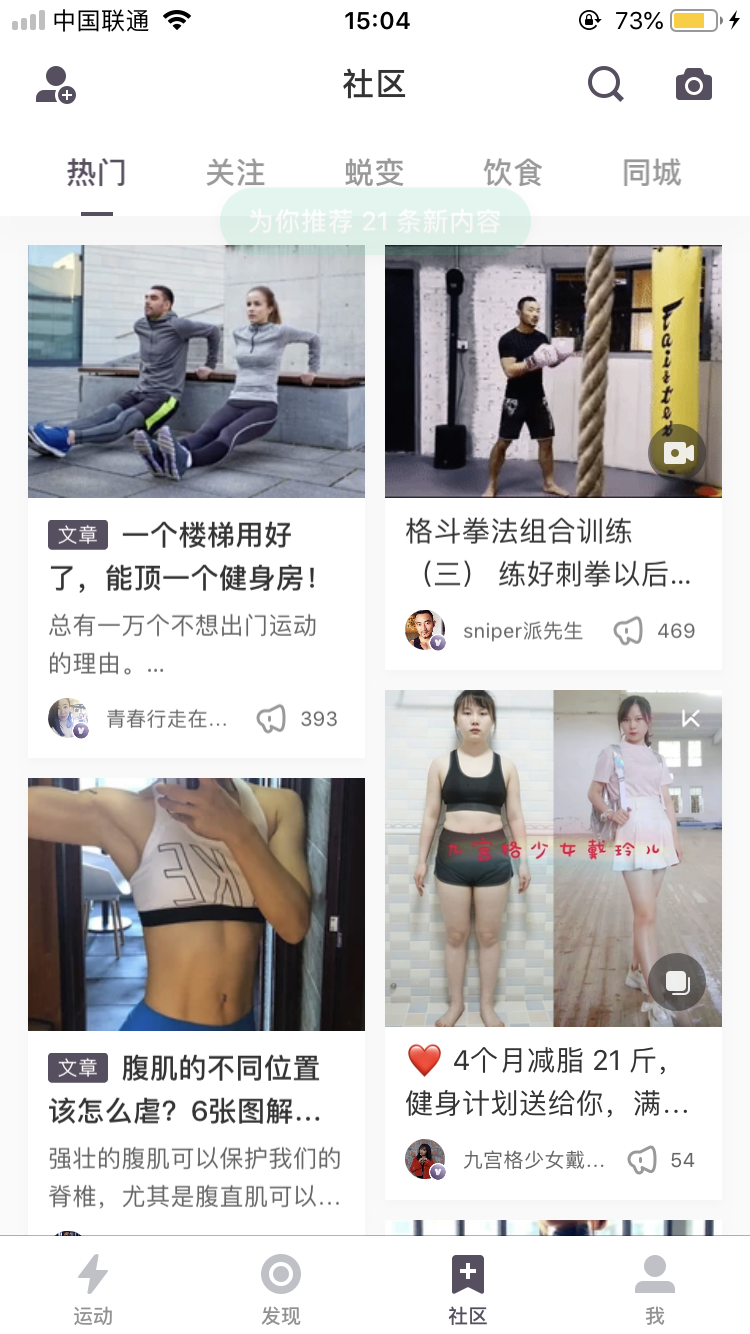 中国联通
15:04
73%
社区
热门
关注
蜕变
饮食
同城
为你推荐 21 条新内容
Fairtex
文章 一个楼梯用好
了，能顶一个健身房！
总有一万个不想出门运动
的理由。...
青春行走在...
393
格斗拳法组合训练
（三） 练好刺拳以后...
sniper派先生
469
NIKE
文章 腹肌的不同位置
该怎么虐？6张图解...
强壮的腹肌可以保护我们的
脊椎，尤其是腹直肌可以...
九宫格少女戴玲儿
❤️ 4个月减脂 21 斤，
健身计划送给你，满...
九宫格少女戴...
54
运动
发现
社区
我